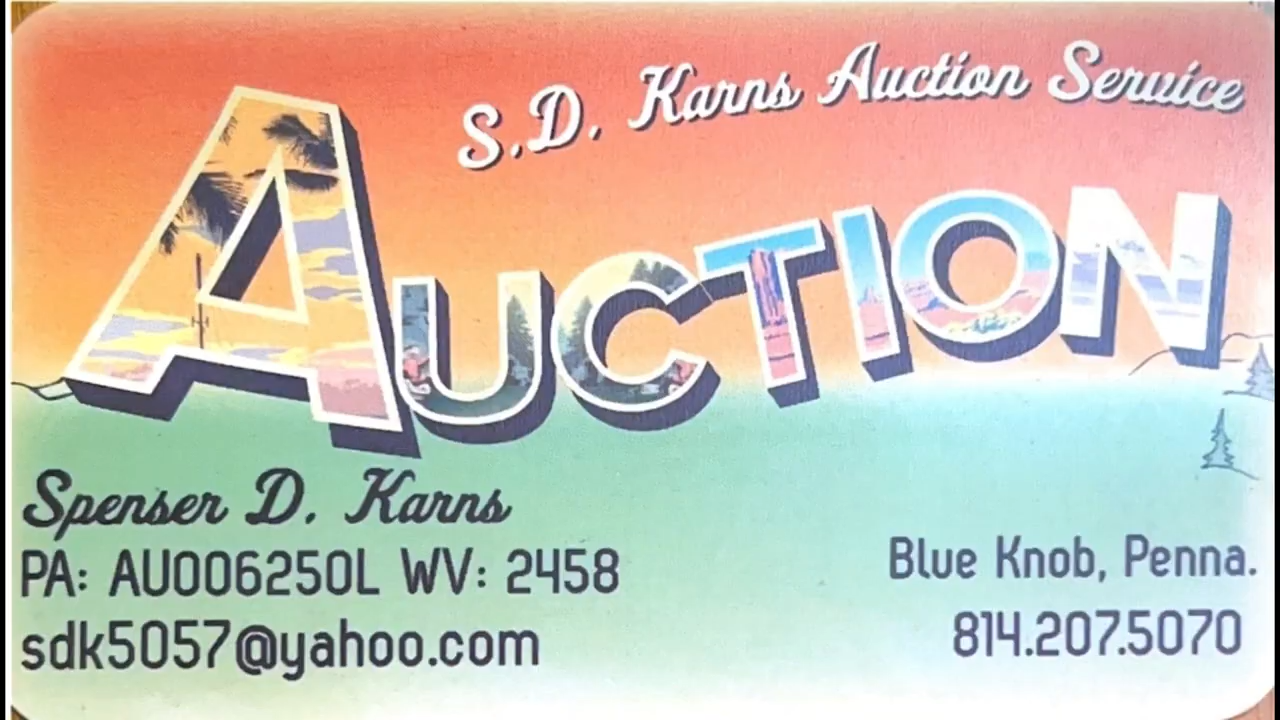 S.D. Karns Auction Service
AUCTION
Spenser D. Karns
PA: AU006250L WV: 2458
sdk5057@yahoo.com
Blue Knob, Penna.
814.207.5070